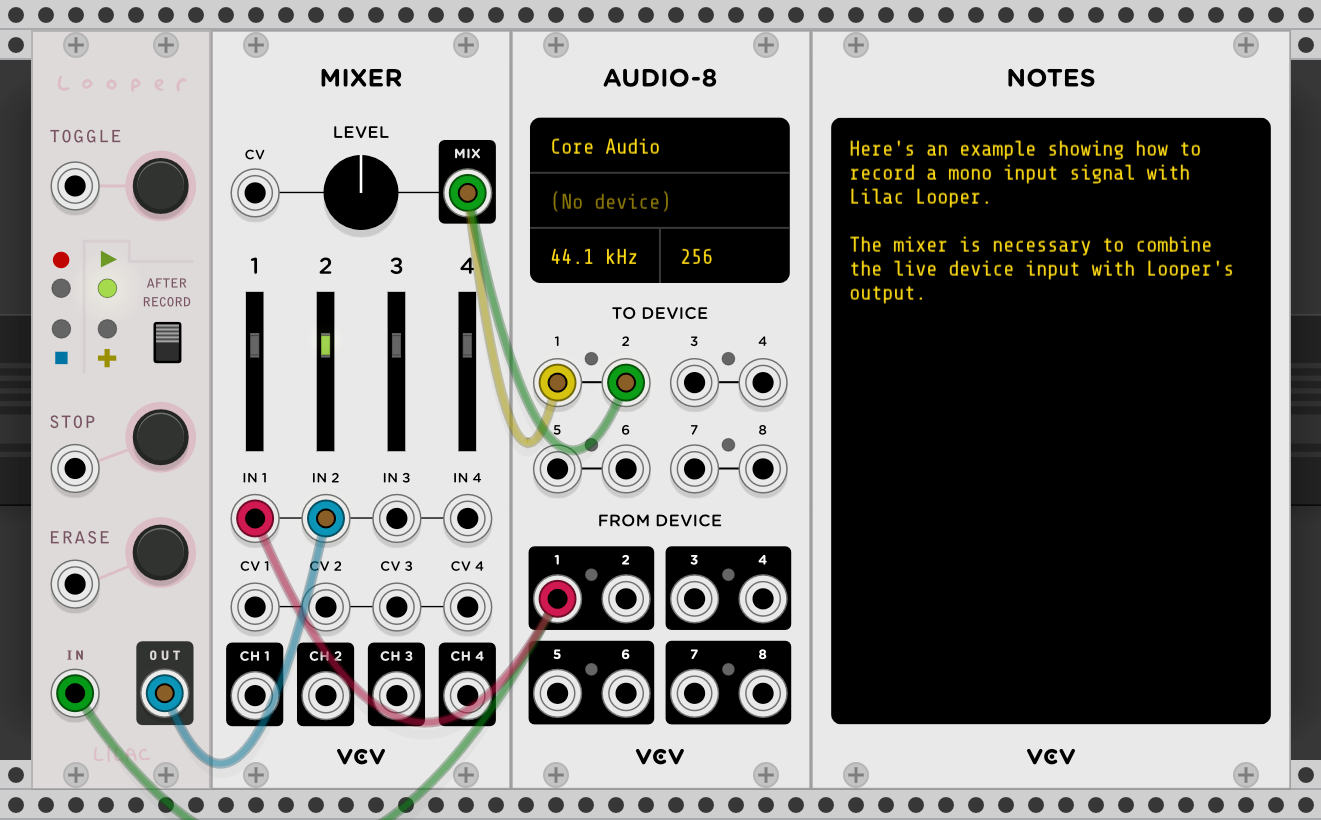 Looper
TOGGLE
AFTER
RECORD
STOP
ERASE
IN
OUT
LILAC
MIXER
LEVEL
CV
MIX
1 2 3 4
IN 1 IN 2 IN 3 IN 4
CV 1 CV 2 CV 3 CV 4
CH 1 CH 2 CH 3 CH 4
VCV
AUDIO-8
Core Audio
(No device)
44.1 kHz 256
TO DEVICE
1 2 3 4
5 6 7 8
FROM DEVICE
1 2 3 4
5 6 7 8
VCV
NOTES
Here's an example showing how to
record a mono input signal with
Lilac Looper.
The mixer is necessary to combine
the live device input with Looper's
output.
VCV